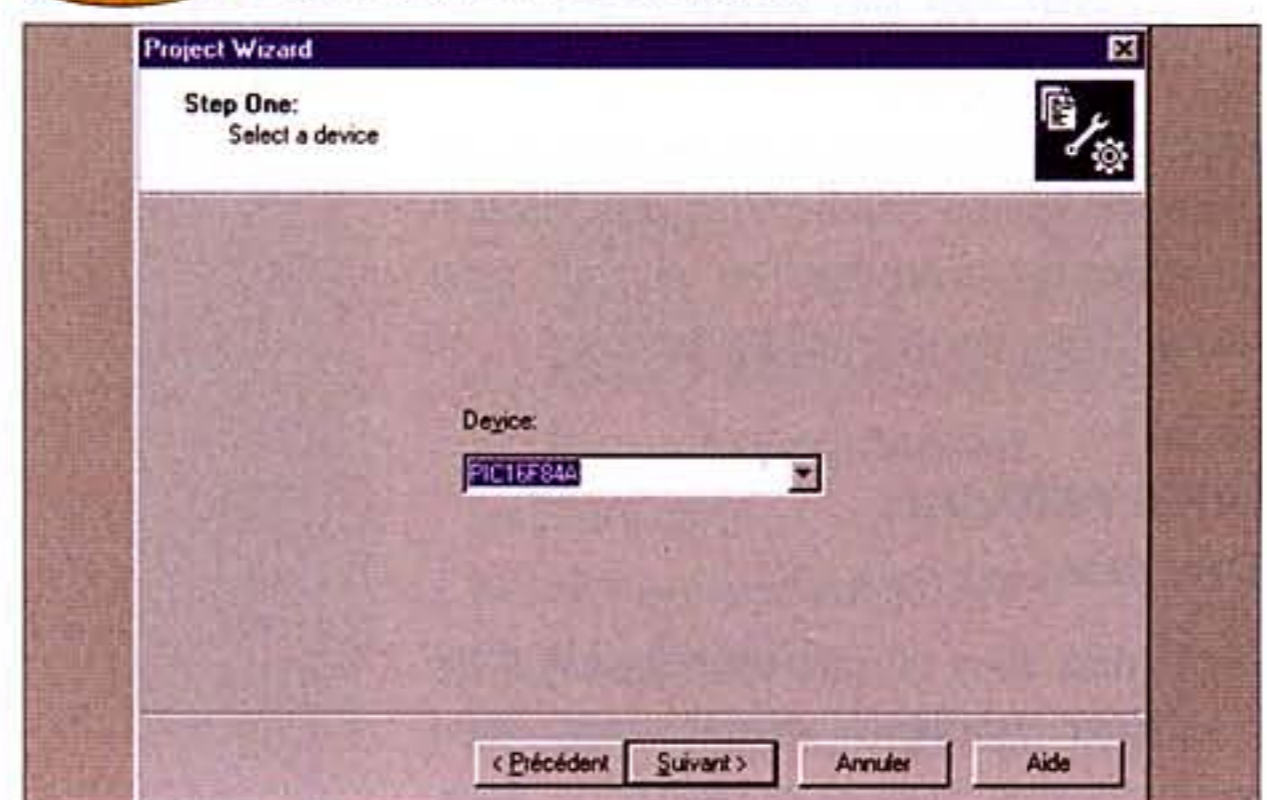 Project Wizard
Step One:
Select a device
Device:
PIC16F84A
< Précédent Suivant > Annuler Aide